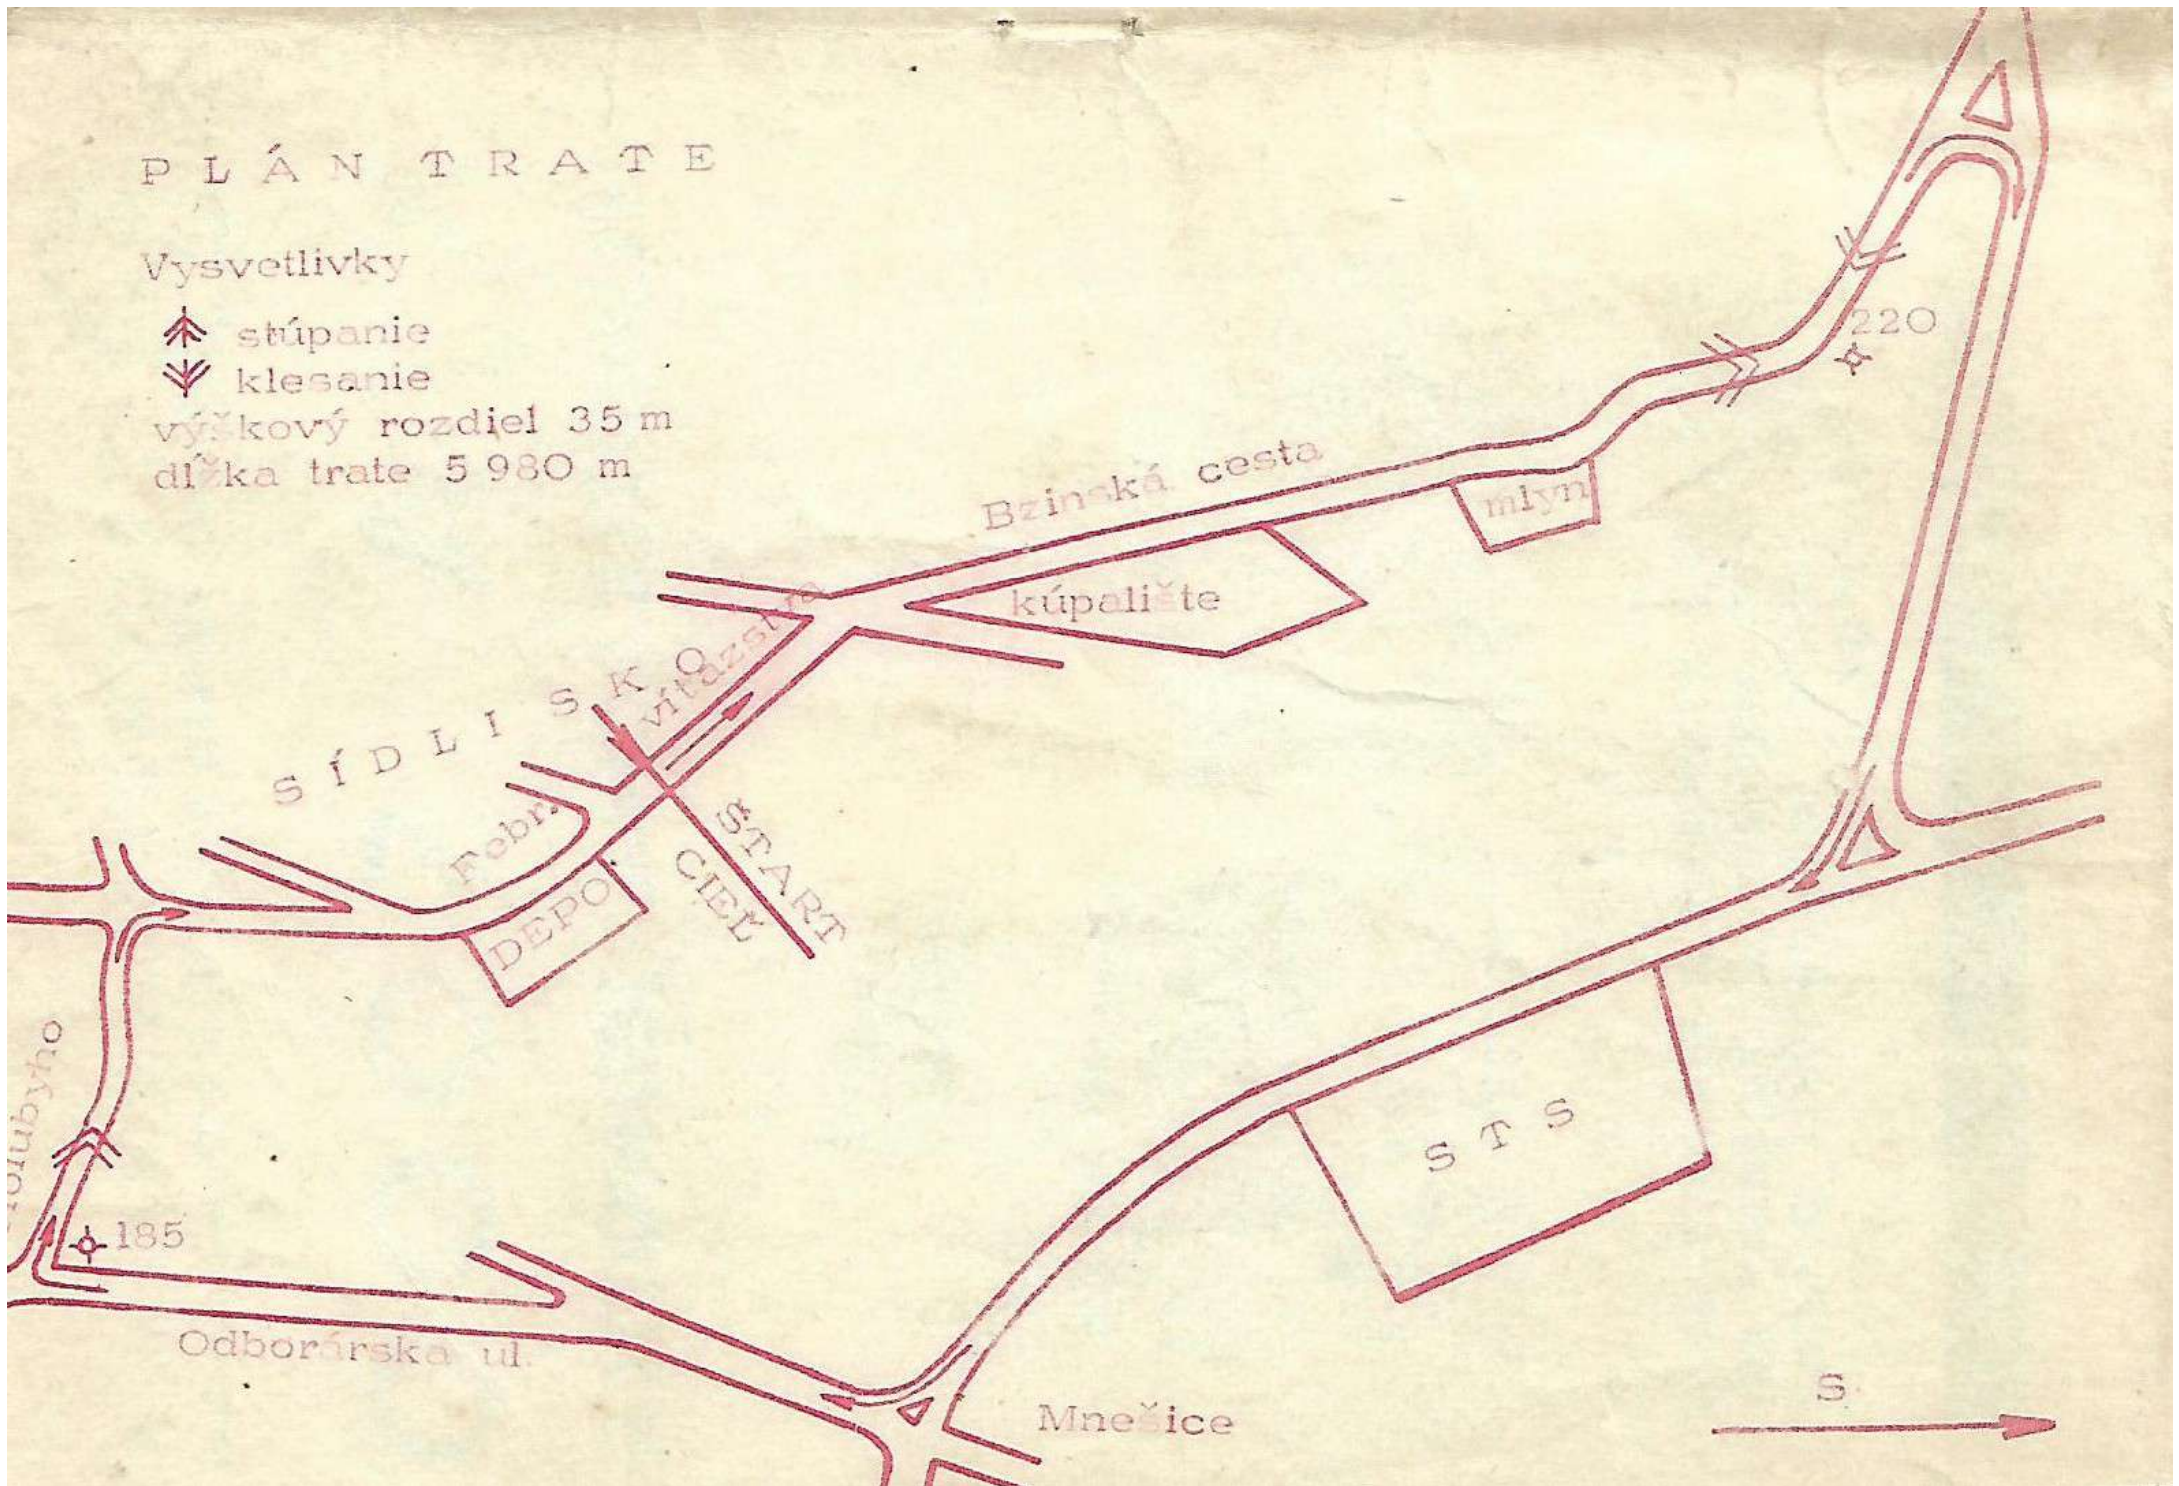 PLÁN TRATE
Vysvetlivky
stúpanie
klesanie
výškový rozdiel 35 m
dĺžka trate 5 980 m
220
Bzinská cesta
mlyn
kúpalište
SÍDLISKO
Febr. víťazstva
ŠTART
CIEĽ
DEPO
Holubyho
185
STS
Odborárska ul.
Mnešice
S